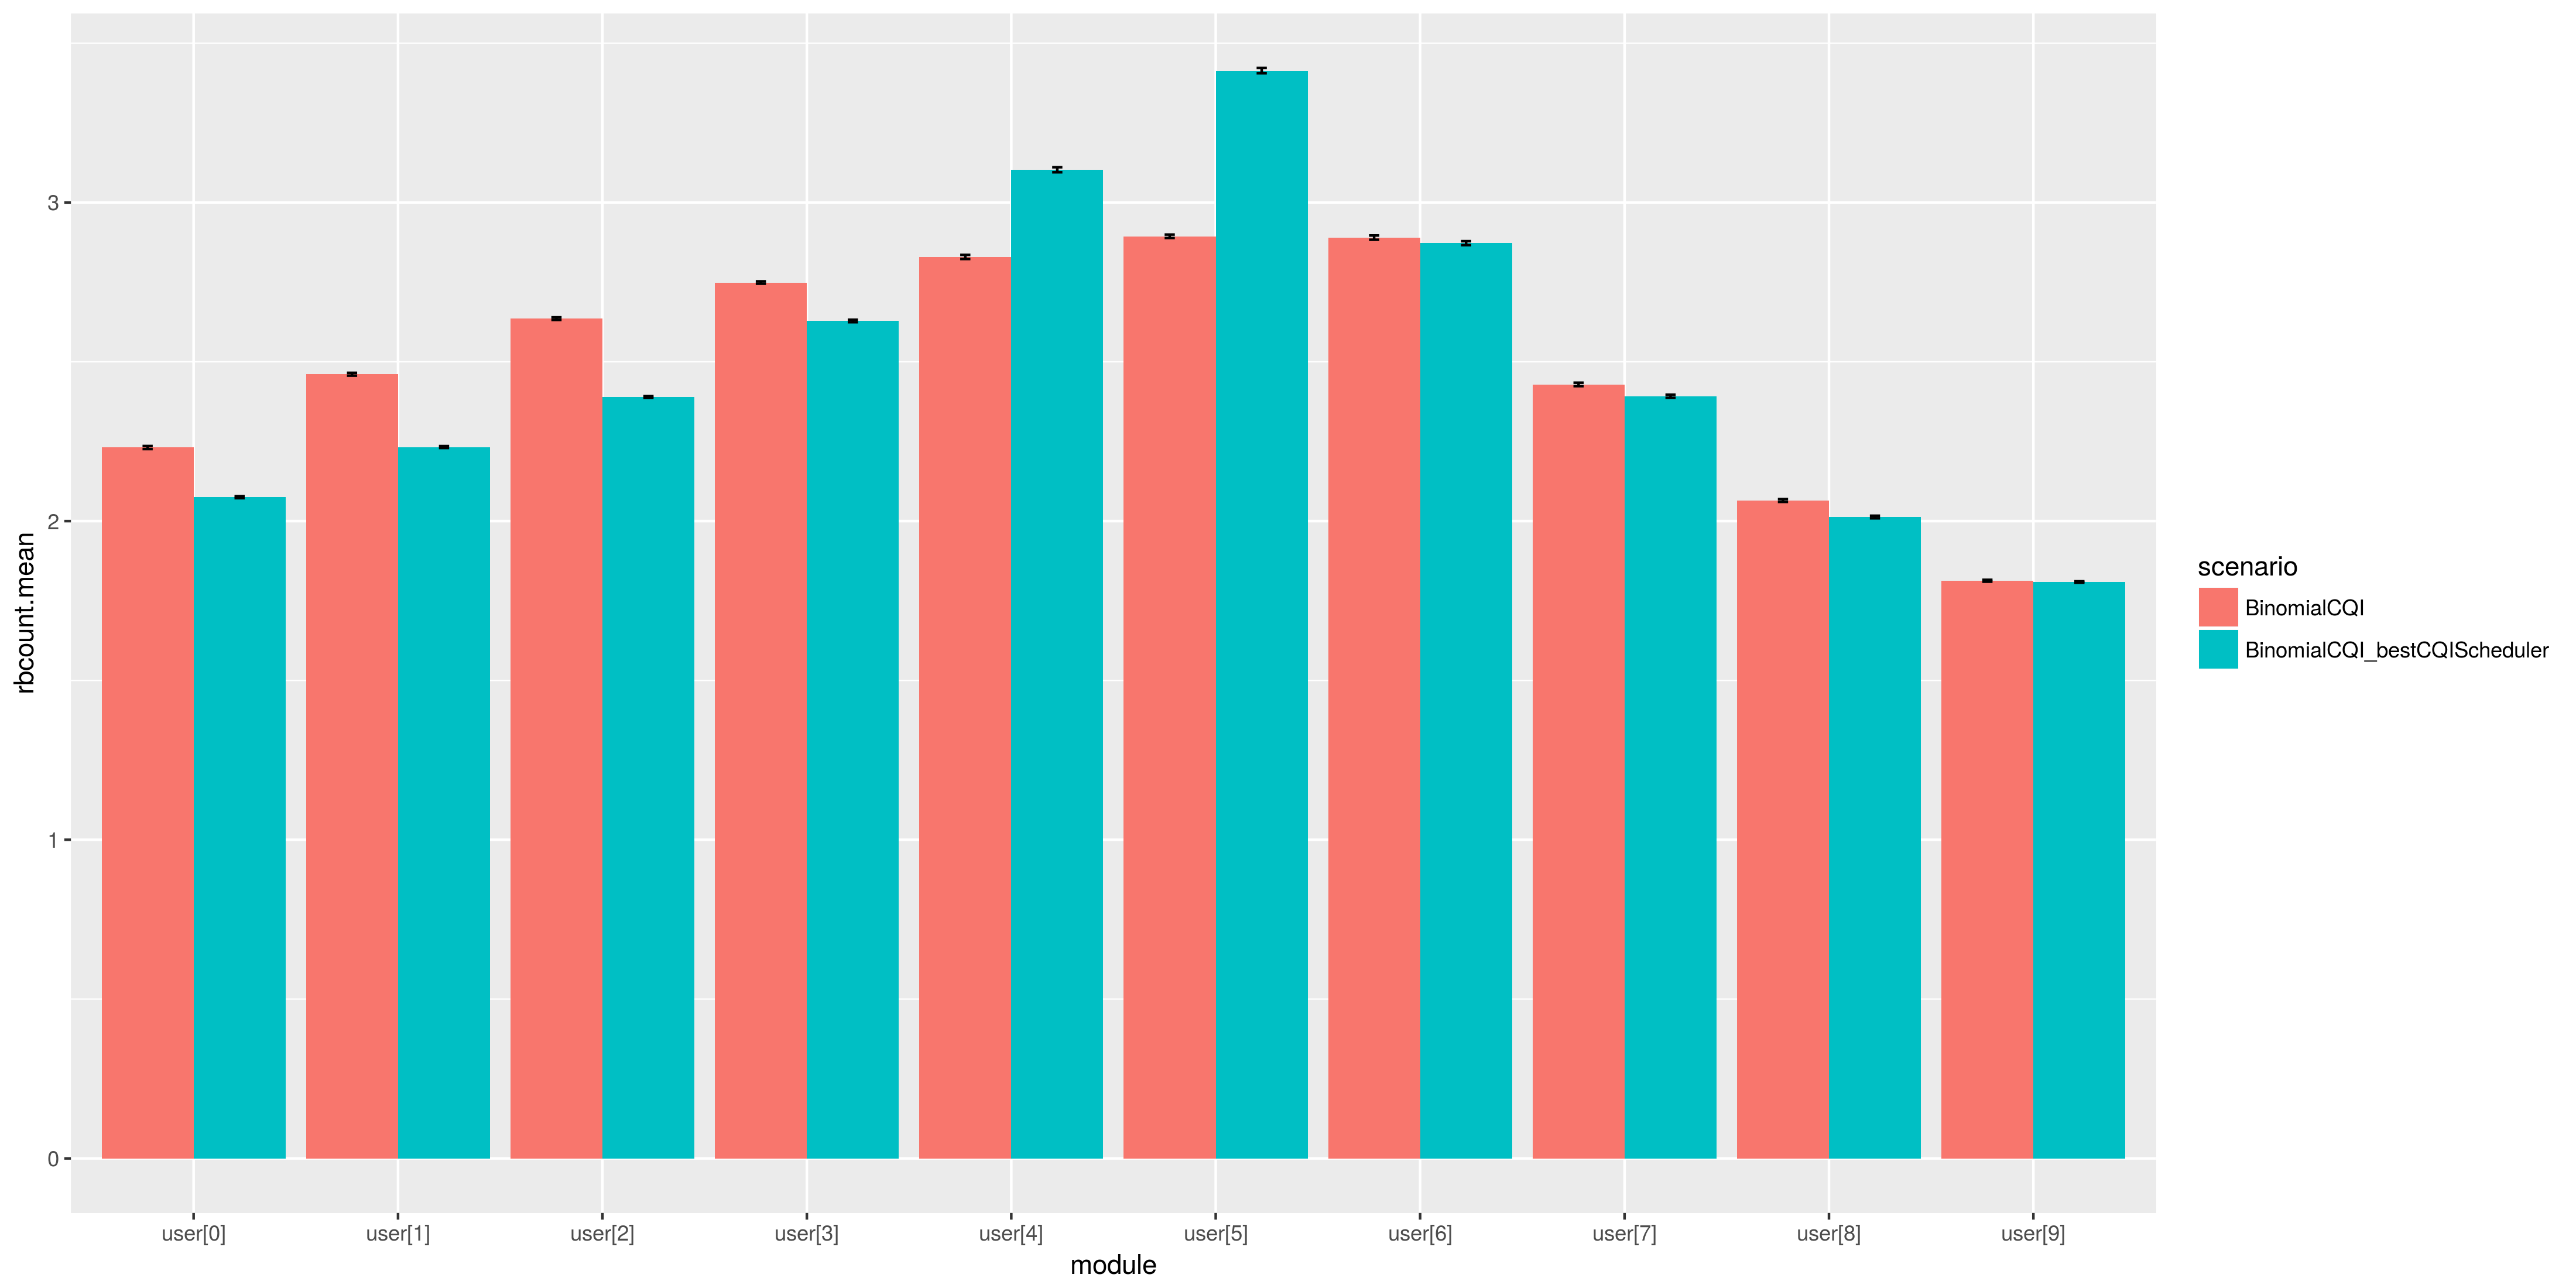 rbcount.mean
3
2
1
0
user[0] user[1] user[2] user[3] user[4] user[5] user[6] user[7] user[8] user[9]
module
scenario
BinomialCQI
BinomialCQI_bestCQIScheduler